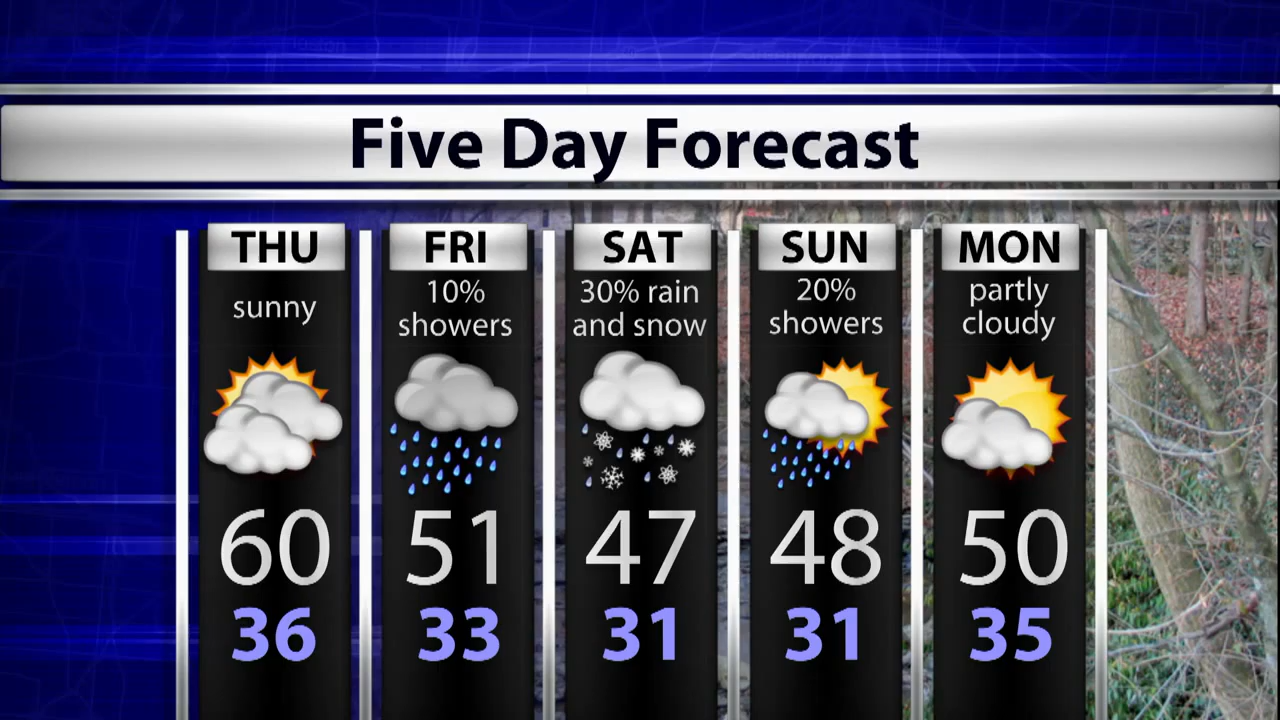 Five Day Forecast
THU
sunny
60
36
FRI
10%
showers
51
33
SAT
30% rain
and snow
47
31
SUN
20%
showers
48
31
MON
partly
cloudy
50
35